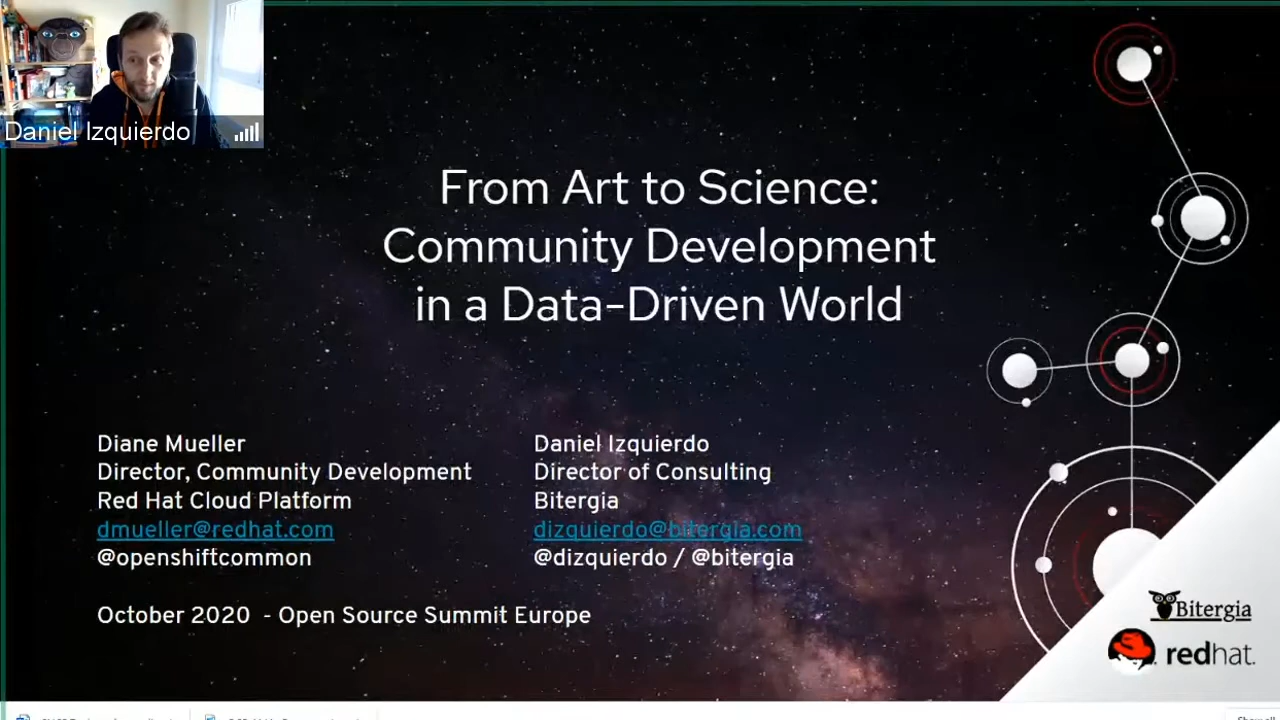 Daniel Izquierdo
From Art to Science:
Community Development
in a Data-Driven World
Diane Mueller
Director, Community Development
Red Hat Cloud Platform
dmueller@redhat.com
@openshiftcommon
Daniel Izquierdo
Director of Consulting
Bitergia
dizquierdo@bitergia.com
@dizquierdo / @bitergia
October 2020 - Open Source Summit Europe
Bitergia
redhat.